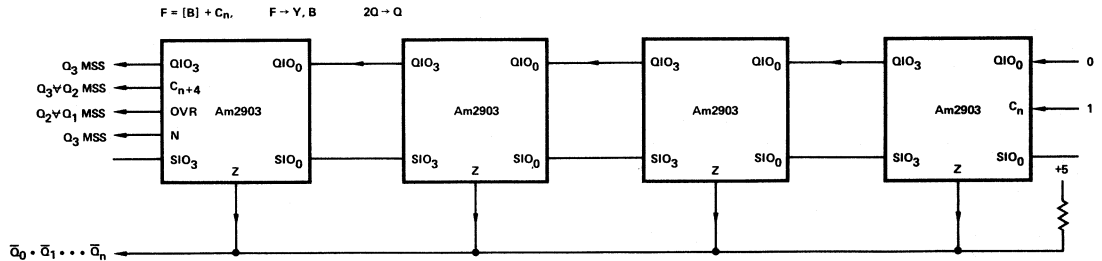 F = [B] + Cn, F → Y, B 2Q → Q
Q3 MSS QIO3 QIO0 QIO3 QIO0 QIO3 QIO0 QIO3 QIO0 0
Q3∀Q2 MSS Cn+4
Q2∀Q1 MSS OVR Am2903 Am2903 Am2903 Am2903 Cn 1
Q3 MSS N
SIO3 SIO0 SIO3 SIO0 SIO3 SIO0 SIO3 SIO0
Z Z Z Z +5
Q̅0 • Q̅1 • • • Q̅n